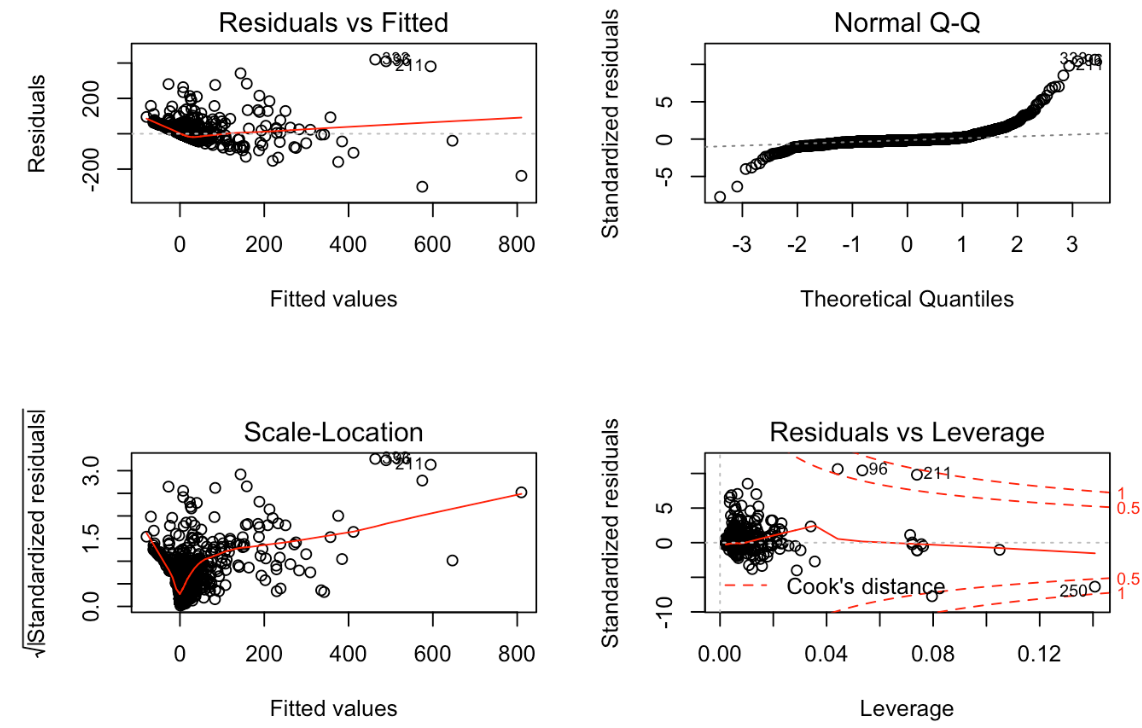 Residuals vs Fitted
Residuals
200
-200
0 200 400 600 800
Fitted values
211
Normal Q-Q
Standardized residuals
5
0
-5
-3 -2 -1 0 1 2 3
Theoretical Quantiles
211
Scale-Location
√|Standardized residuals|
3.0
1.5
0.0
0 200 400 600 800
Fitted values
211
Residuals vs Leverage
Standardized residuals
5
0
-10
0.00 0.04 0.08 0.12
Leverage
96
211
250
Cook's distance
1
0.5
0.5
1